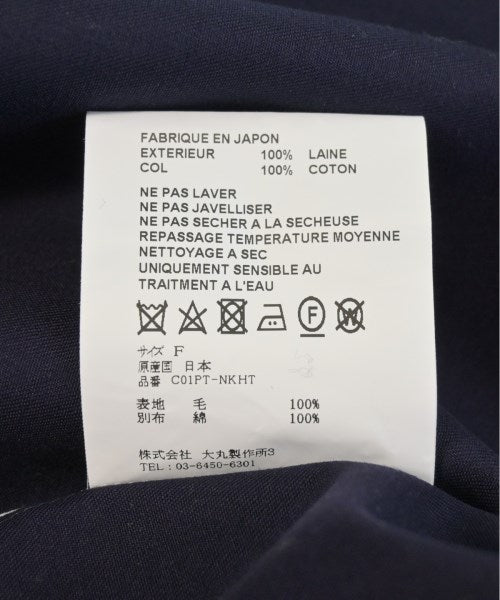 FABRIQUE EN JAPON
EXTERIEUR 100% LAINE
COL 100% COTON
NE PAS LAVER
NE PAS JAVELLISER
NE PAS SECHER A LA SECHEUSE
REPASSAGE TEMPERATURE MOYENNE
NETTOYAGE A SEC
UNIQUEMENT SENSIBLE AU
TRAITMENT A L'EAU
F W
サイズ F
原産国 日本
品番 C01PT-NKHT
表地 毛 100%
別布 綿 100%
株式会社 大丸製作所3
TEL: 03-6450-6301